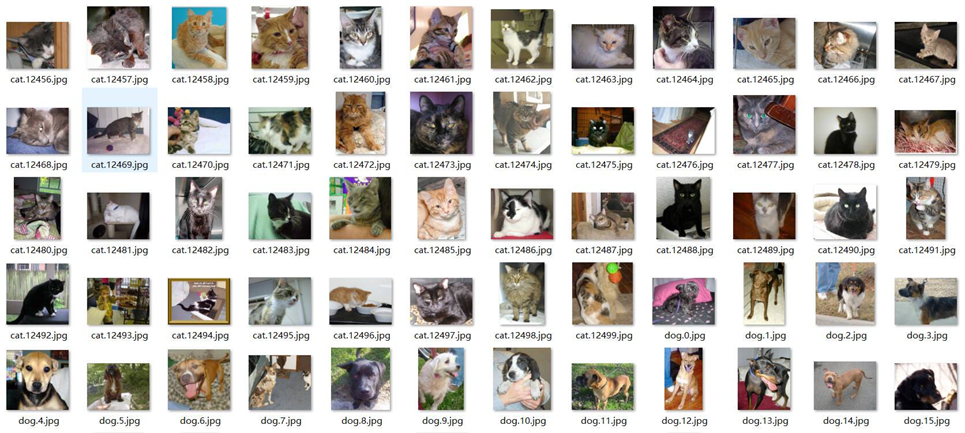 cat.12456.jpg cat.12457.jpg cat.12458.jpg cat.12459.jpg cat.12460.jpg cat.12461.jpg cat.12462.jpg cat.12463.jpg cat.12464.jpg cat.12465.jpg cat.12466.jpg cat.12467.jpg
cat.12468.jpg cat.12469.jpg cat.12470.jpg cat.12471.jpg cat.12472.jpg cat.12473.jpg cat.12474.jpg cat.12475.jpg cat.12476.jpg cat.12477.jpg cat.12478.jpg cat.12479.jpg
cat.12480.jpg cat.12481.jpg cat.12482.jpg cat.12483.jpg cat.12484.jpg cat.12485.jpg cat.12486.jpg cat.12487.jpg cat.12488.jpg cat.12489.jpg cat.12490.jpg cat.12491.jpg
cat.12492.jpg cat.12493.jpg cat.12494.jpg cat.12495.jpg cat.12496.jpg cat.12497.jpg cat.12498.jpg cat.12499.jpg dog.0.jpg dog.1.jpg dog.2.jpg dog.3.jpg
dog.4.jpg dog.5.jpg dog.6.jpg dog.7.jpg dog.8.jpg dog.9.jpg dog.10.jpg dog.11.jpg dog.12.jpg dog.13.jpg dog.14.jpg dog.15.jpg